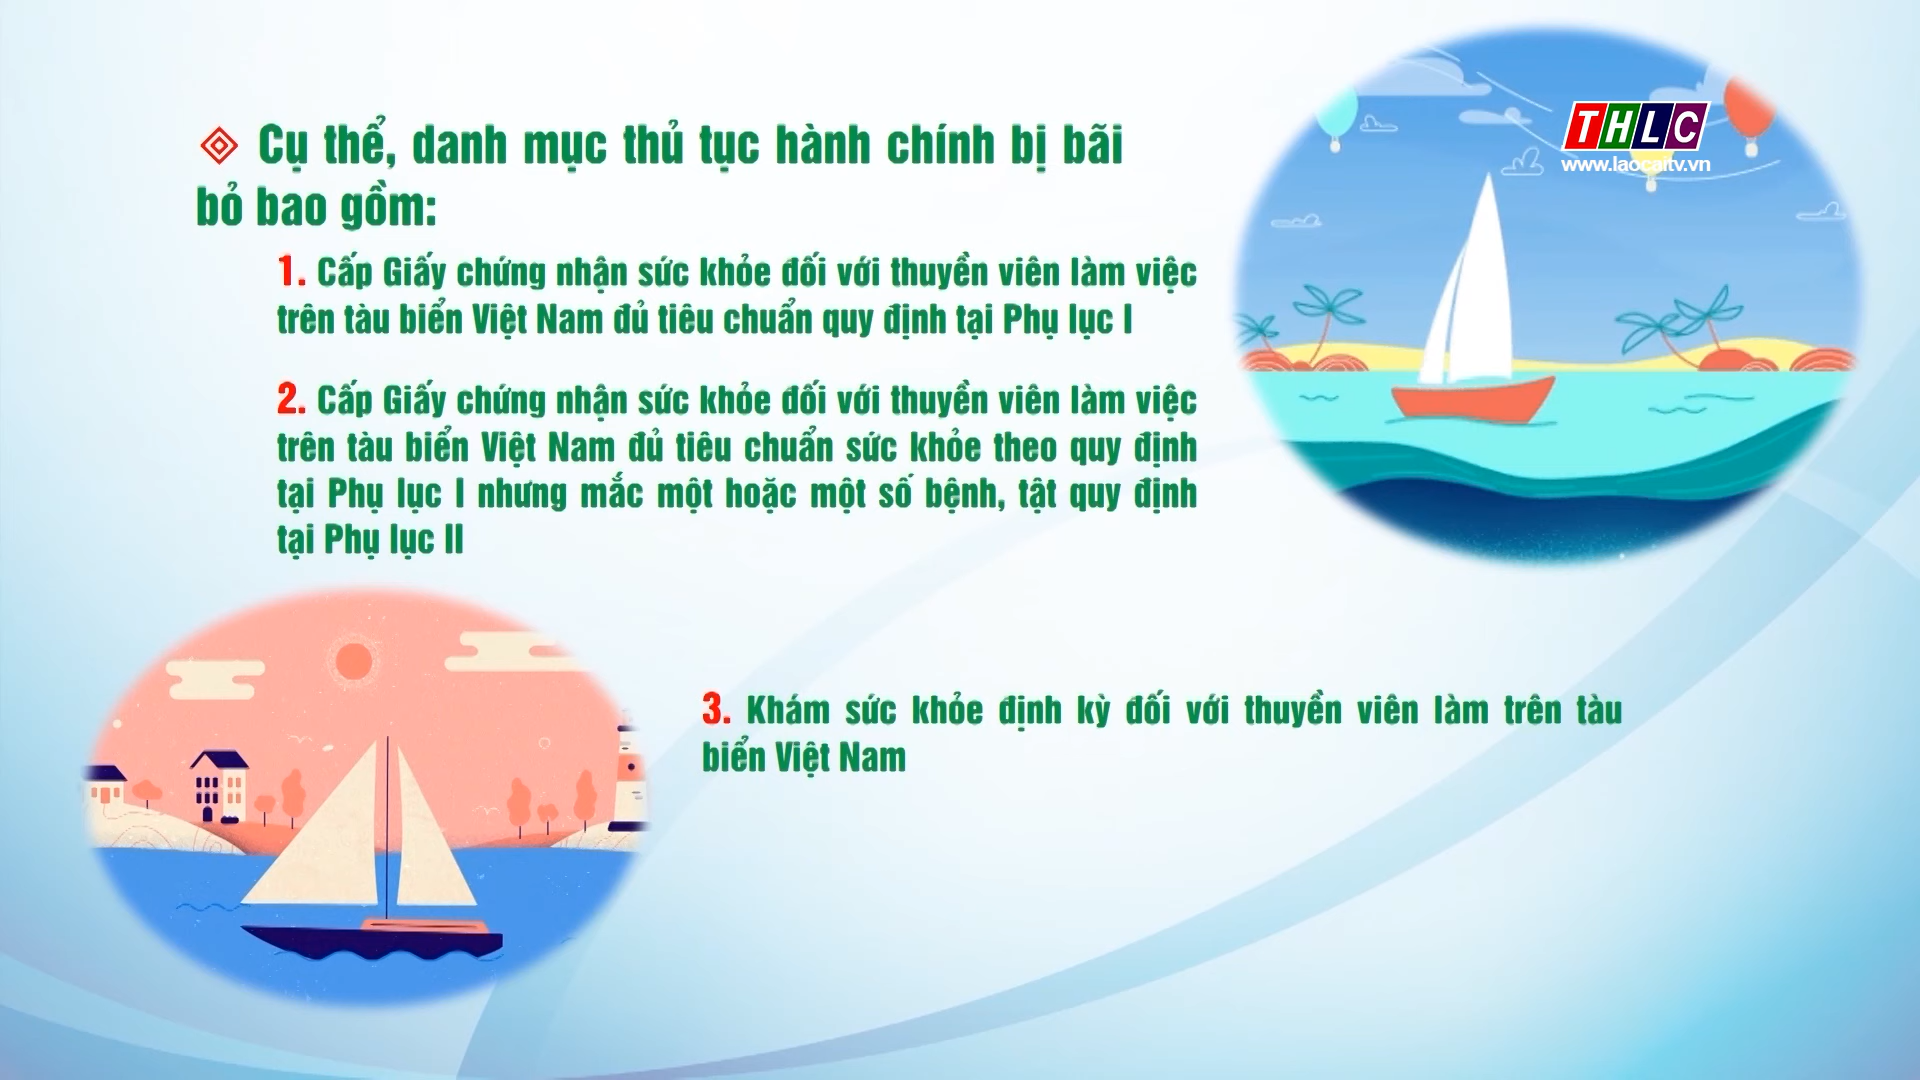 THLC
www.laocaitv.vn
Cụ thể, danh mục thủ tục hành chính bị bãi
bỏ bao gồm:
1. Cấp Giấy chứng nhận sức khỏe đối với thuyền viên làm việc
trên tàu biển Việt Nam đủ tiêu chuẩn quy định tại Phụ lục I
2. Cấp Giấy chứng nhận sức khỏe đối với thuyền viên làm việc
trên tàu biển Việt Nam đủ tiêu chuẩn sức khỏe theo quy định
tại Phụ lục I nhưng mắc một hoặc một số bệnh, tật quy định
tại Phụ lục II
3. Khám sức khỏe định kỳ đối với thuyền viên làm trên tàu
biển Việt Nam